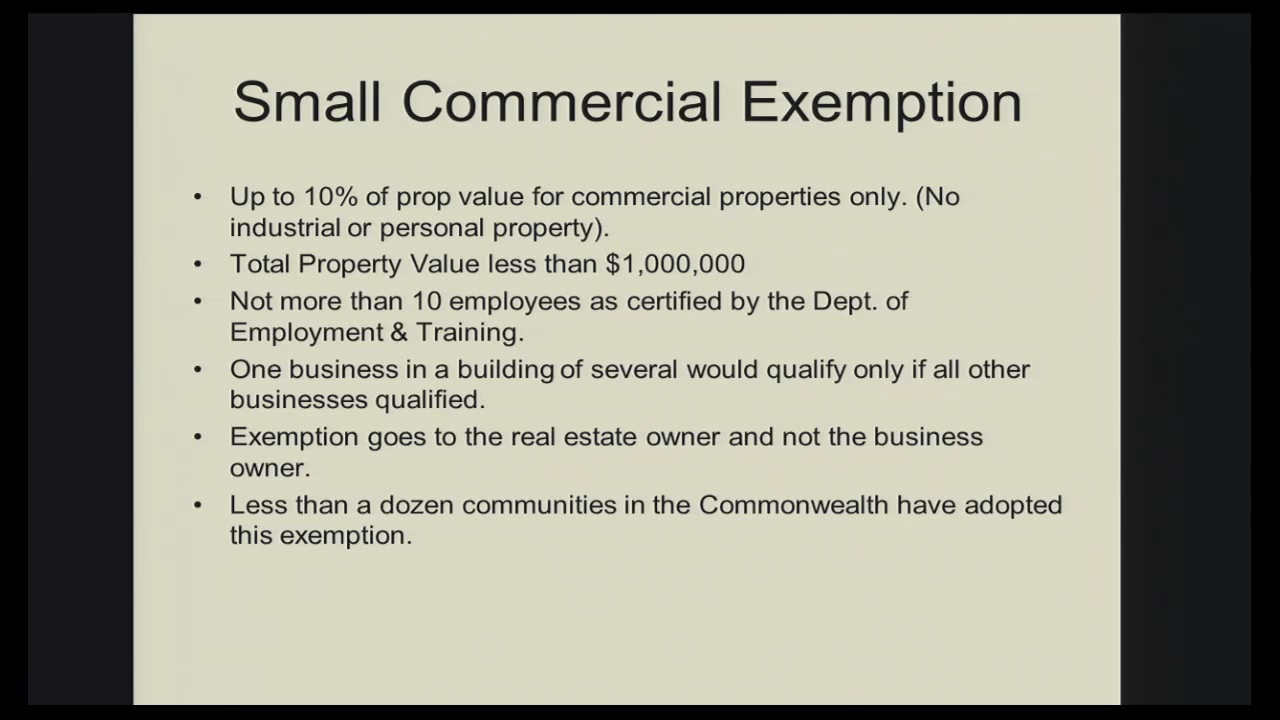 Small Commercial Exemption
• Up to 10% of prop value for commercial properties only. (No
industrial or personal property).
• Total Property Value less than $1,000,000
• Not more than 10 employees as certified by the Dept. of
Employment & Training.
• One business in a building of several would qualify only if all other
businesses qualified.
• Exemption goes to the real estate owner and not the business
owner.
• Less than a dozen communities in the Commonwealth have adopted
this exemption.